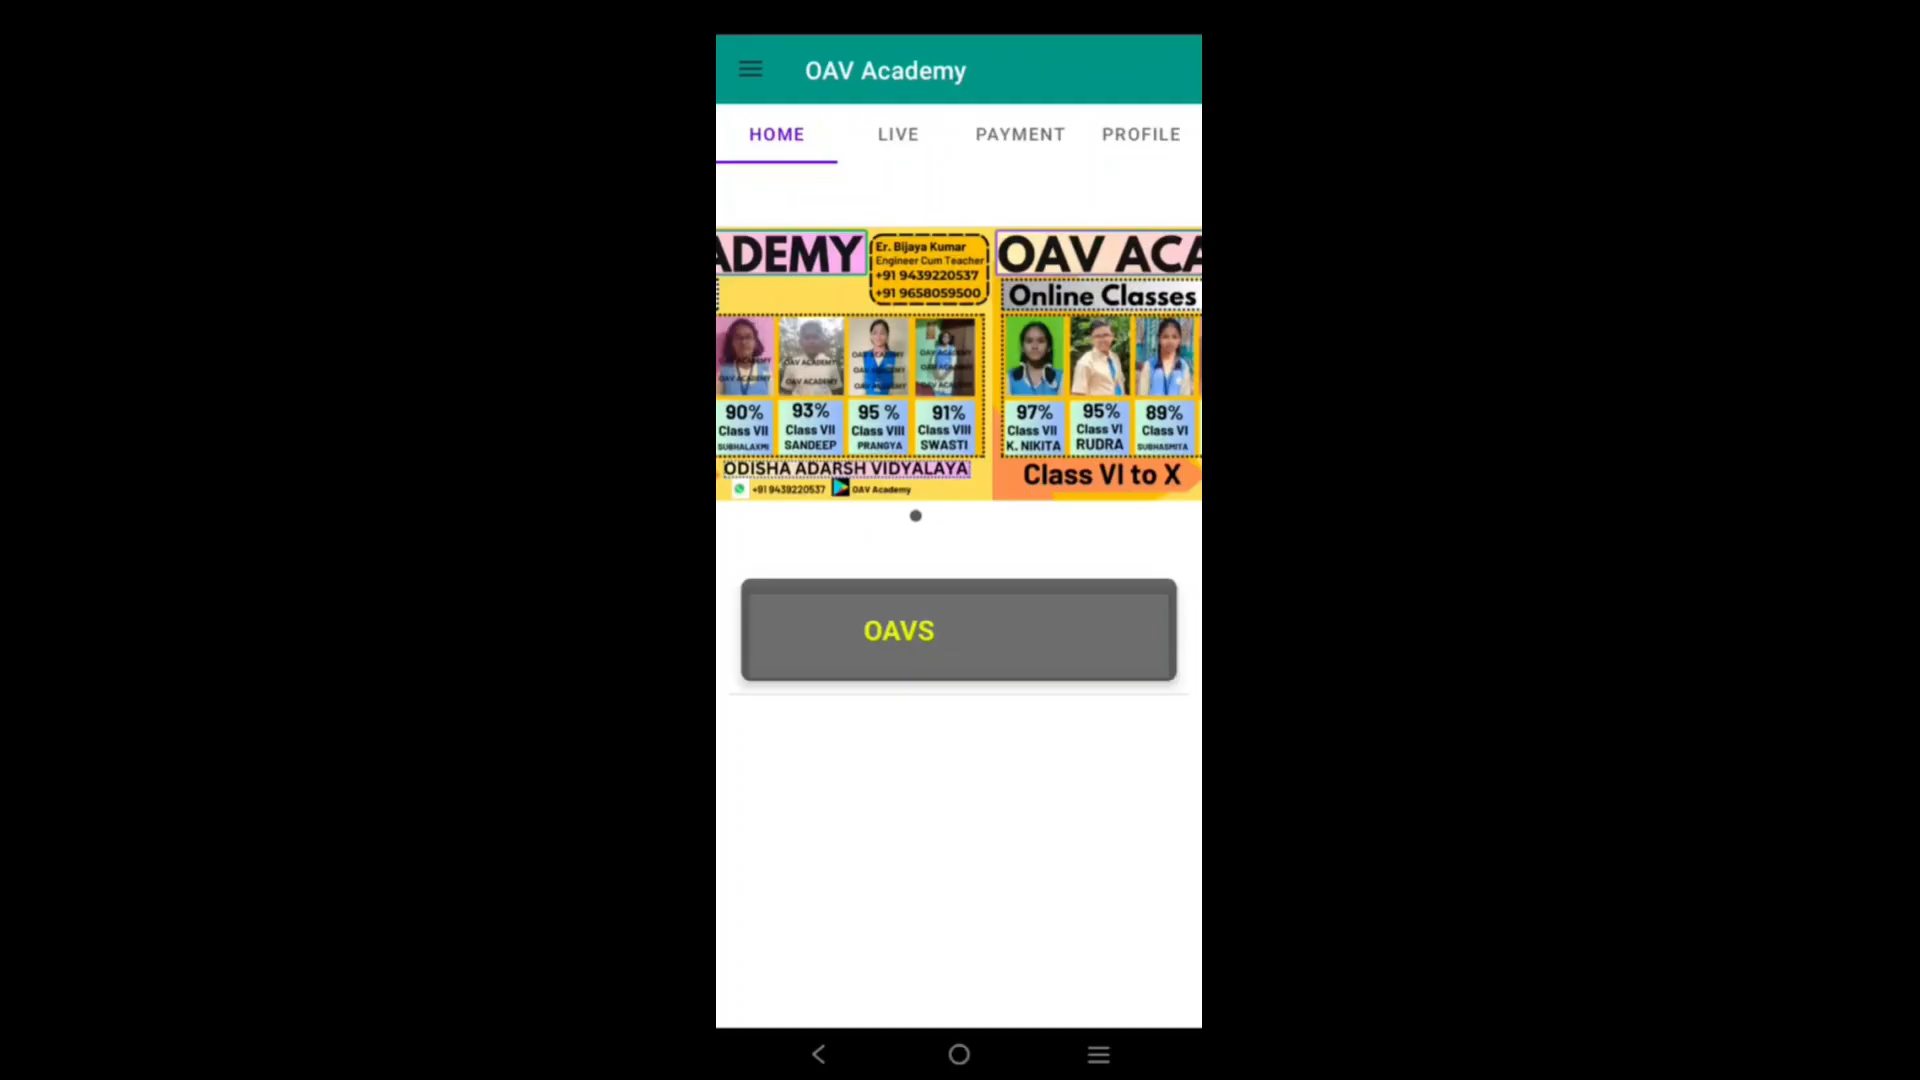 OAV Academy
HOME LIVE PAYMENT PROFILE
ADEMY
Er. Bijaya Kumar
Engineer Cum Teacher
+91 9439220537
+91 9658059500
90% 93% 95 % 91%
Class VII Class VII Class VIII Class VIII
SUBHALAXMI SANDEEP PRANGYA SWASTI
ODISHA ADARSH VIDYALAYA
+91 9439220537 OAV Academy
OAV ACA
Online Classes
97% 95% 89%
Class VII Class VI Class VI
K. NIKITA RUDRA SUBHASMITA
Class VI to X
OAVS